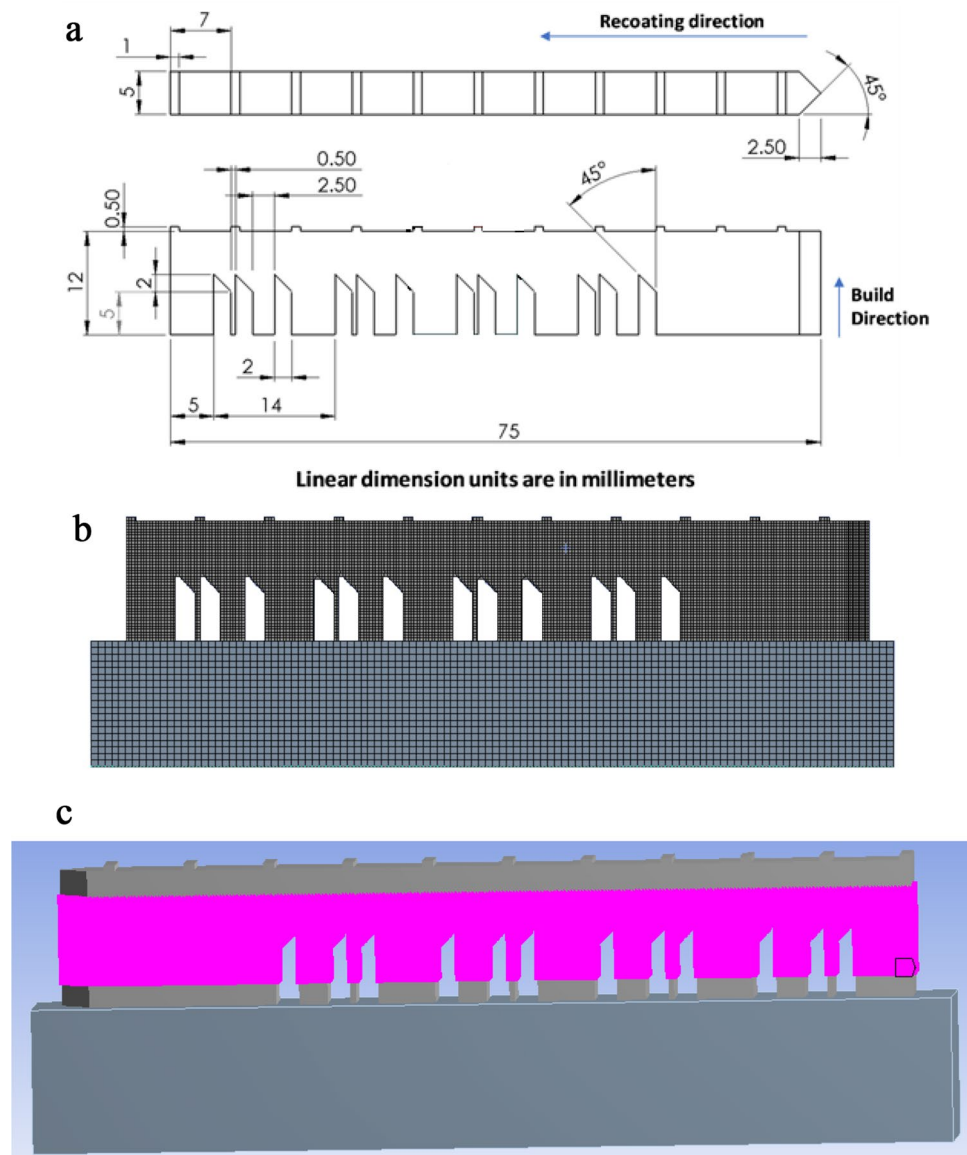 a
Recoating direction
7
1
5
45°
2.50
0.50
2.50
45°
0.50
12
2
5
Build
Direction
2
5
14
75
Linear dimension units are in millimeters
b
c